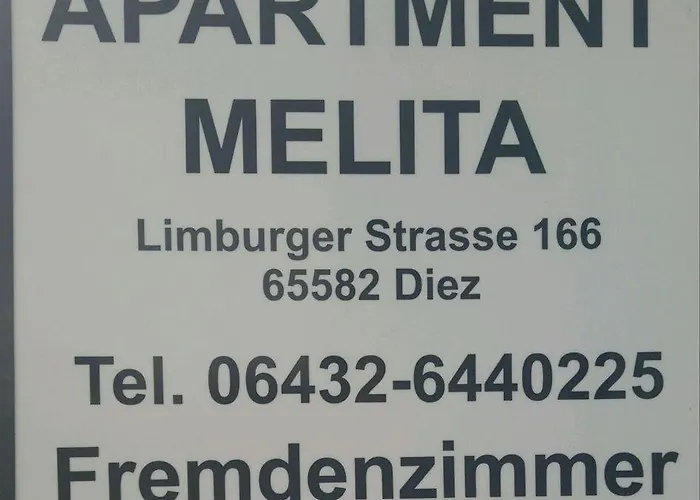 APARTMENT
MELITA
Limburger Strasse 166
65582 Diez
Tel. 06432-6440225
Fremdenzimmer